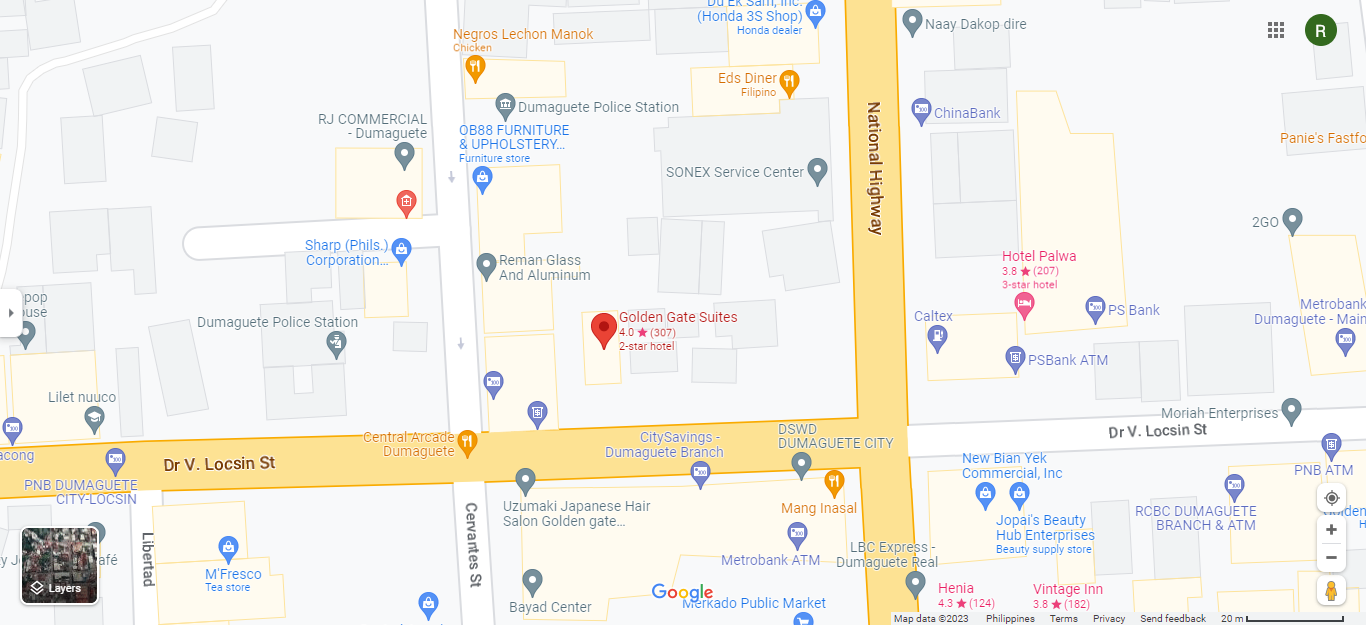 Du Ek Sam, Inc.
(Honda 3S Shop)
Honda dealer
Naay Dakop dire
R
Negros Lechon Manok
Chicken
Eds Diner
Filipino
Dumaguete Police Station
ChinaBank
National Highway
RJ COMMERCIAL
- Dumaguete
OB88 FURNITURE
& UPHOLSTERY...
Furniture store
Panie's Fastfo
SONEX Service Center
2GO
Sharp (Phils.)
Corporation...
Reman Glass
And Aluminum
Hotel Palwa
3.8 ★ (207)
3-star hotel
pop
ouse
Dumaguete Police Station
Golden Gate Suites
4.0 ★ (307)
2-star hotel
Caltex
PS Bank
Metrobank
Dumaguete - Main
PSBank ATM
Lilet nuuco
Moriah Enterprises
Dr V. Locsin St
acong
Central Arcade
Dumaguete
CitySavings -
Dumaguete Branch
DSWD
DUMAGUETE CITY
Dr V. Locsin St
PNB DUMAGUETE
CITY-LOCSIN
New Bian Yek
Commercial, Inc
PNB ATM
Uzumaki Japanese Hair
Salon Golden gate...
Mang Inasal
Jopai's Beauty
Hub Enterprises
Beauty supply store
RCBC DUMAGUETE
BRANCH & ATM
Golden
Cervantes St
Libertad
Metrobank ATM
LBC Express -
Dumaguete Real
M'Fresco
Tea store
afé
Layers
Bayad Center
Google
Merkado Public Market
Henia
4.3 ★ (124)
Vintage Inn
3.8 ★ (182)
Map data ©2023
Philippines
Terms
Privacy
Send feedback
20 m